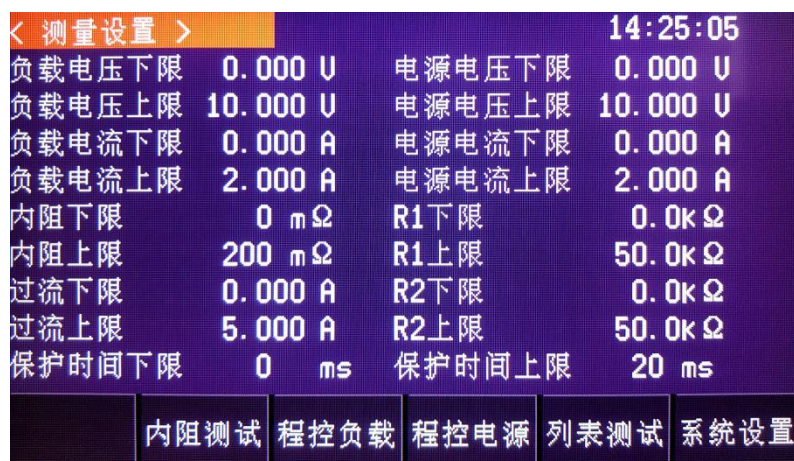 < 测量设置 > 14:25:05
负载电压下限 0.000 V 电源电压下限 0.000 V
负载电压上限 10.000 V 电源电压上限 10.000 V
负载电流下限 0.000 A 电源电流下限 0.000 A
负载电流上限 2.000 A 电源电流上限 2.000 A
内阻下限 0 mΩ R1下限 0.0KΩ
内阻上限 200 mΩ R1上限 50.0KΩ
过流下限 0.000 A R2下限 0.0KΩ
过流上限 5.000 A R2上限 50.0KΩ
保护时间下限 0 ms 保护时间上限 20 ms
内阻测试 程控负载 程控电源 列表测试 系统设置